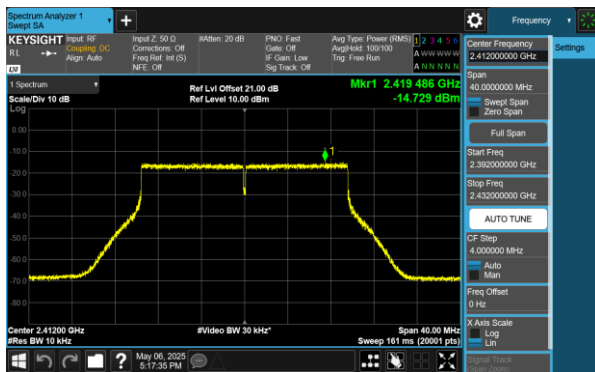 Spectrum Analyzer 1
Swept SA
Frequency
KEYSIGHT
RL
LXI
Input: RF
Coupling: DC
Align: Auto
Input Z: 50 Ω
Corrections: Off
Freq Ref: Int (S)
NFE: Off
#Atten: 20 dB
PNO: Fast
Gate: Off
IF Gain: Low
Sig Track: Off
Avg Type: Power (RMS)
Avg|Hold: 100/100
Trig: Free Run
1 2 3 4 5 6
A W W W W W
A N N N N N
1 Spectrum
Scale/Div 10 dB
Log
Ref Lvl Offset 21.00 dB
Ref Level 10.00 dBm
Mkr1 2.419 486 GHz
-14.729 dBm
0.00
-10.0
-20.0
-30.0
-40.0
-50.0
-60.0
-70.0
-80.0
1
Center 2.41200 GHz
#Res BW 10 kHz
#Video BW 30 kHz*
Span 40.00 MHz
Sweep 161 ms (20001 pts)
May 06, 2025
5:17:35 PM
Center Frequency
2.412000000 GHz
Settings
Span
40.0000000 MHz
Swept Span
Zero Span
Full Span
Start Freq
2.392000000 GHz
Stop Freq
2.432000000 GHz
AUTO TUNE
CF Step
4.000000 MHz
Auto
Man
Freq Offset
0 Hz
X Axis Scale
Log
Lin
Signal Track
(Span Zoom)